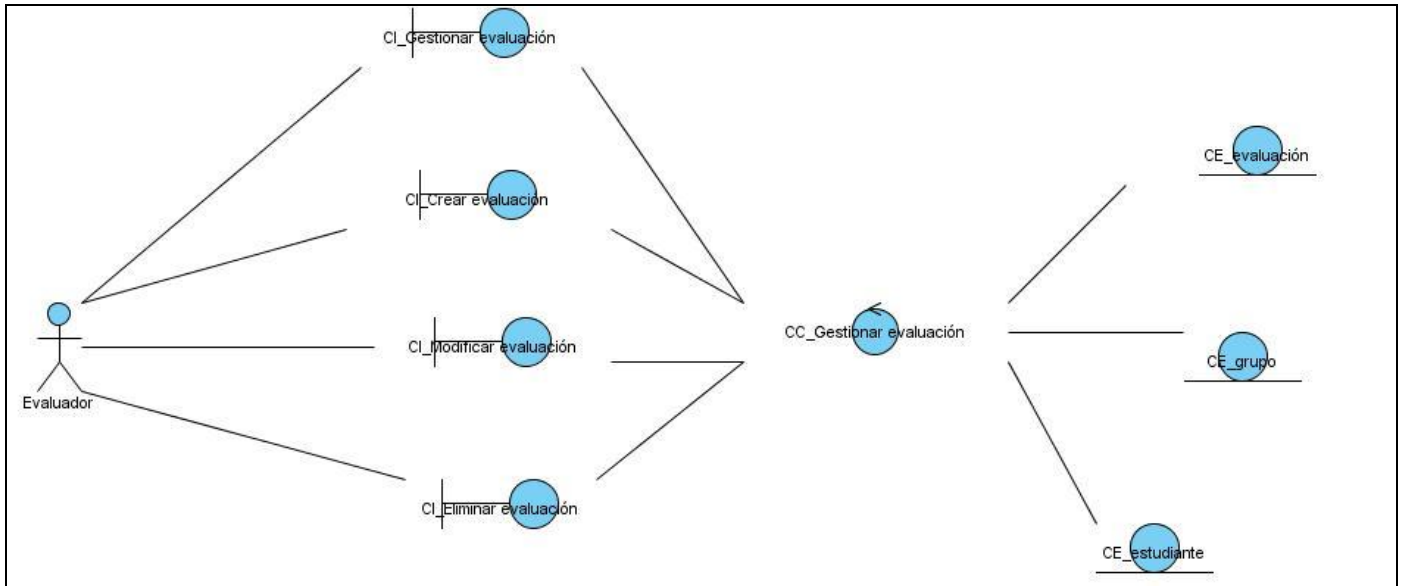 CI_Gestionar evaluación
CI_Crear evaluación
CI_Modificar evaluación
CI_Eliminar evaluación
Evaluador
CC_Gestionar evaluación
CE_evaluación
CE_grupo
CE_estudiante